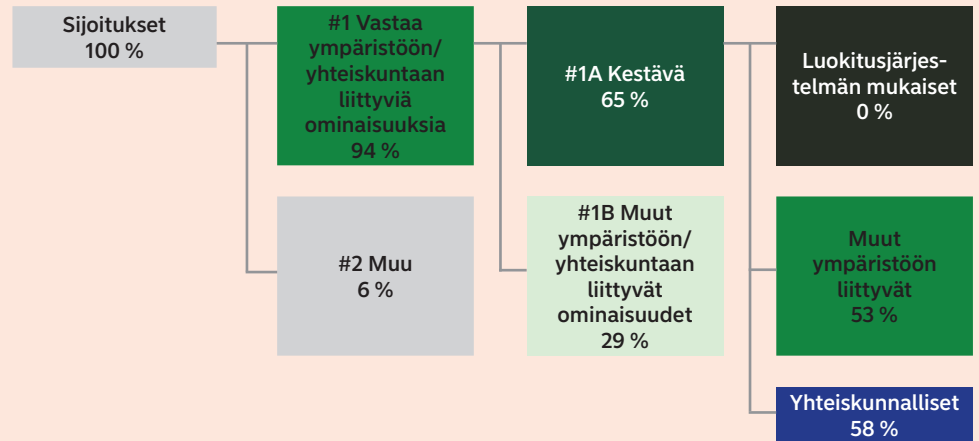 Sijoitukset
100 %
#1 Vastaa
ympäristöön/
yhteiskuntaan
liittyviä
ominaisuuksia
94 %
#2 Muu
6 %
#1A Kestävä
65 %
#1B Muut
ympäristöön/
yhteiskuntaan
liittyvät
ominaisuudet
29 %
Luokitusjärjes-
telmän mukaiset
0 %
Muut
ympäristöön
liittyvät
53 %
Yhteiskunnalliset
58 %